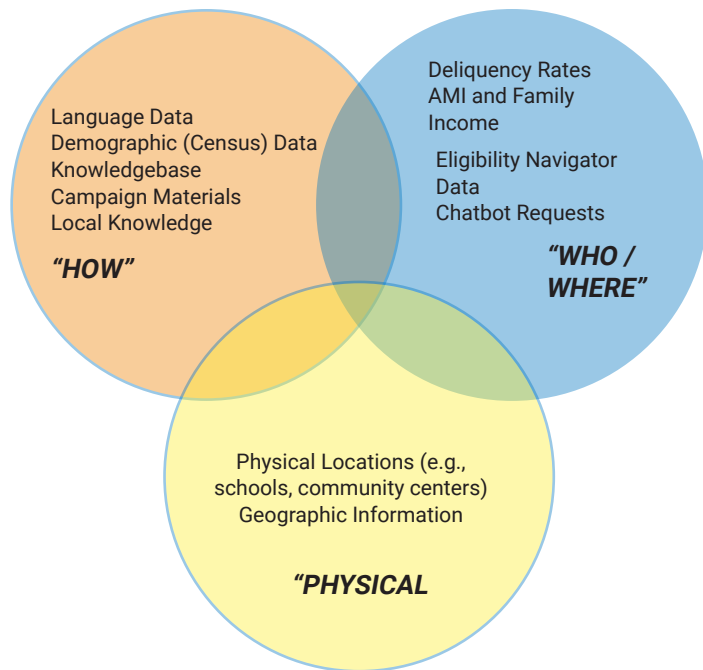 Language Data
Demographic (Census) Data
Knowledgebase
Campaign Materials
Local Knowledge
“HOW”
Deliquency Rates
AMI and Family
Income
Eligibility Navigator
Data
Chatbot Requests
“WHO /
WHERE”
Physical Locations (e.g.,
schools, community centers)
Geographic Information
“PHYSICAL